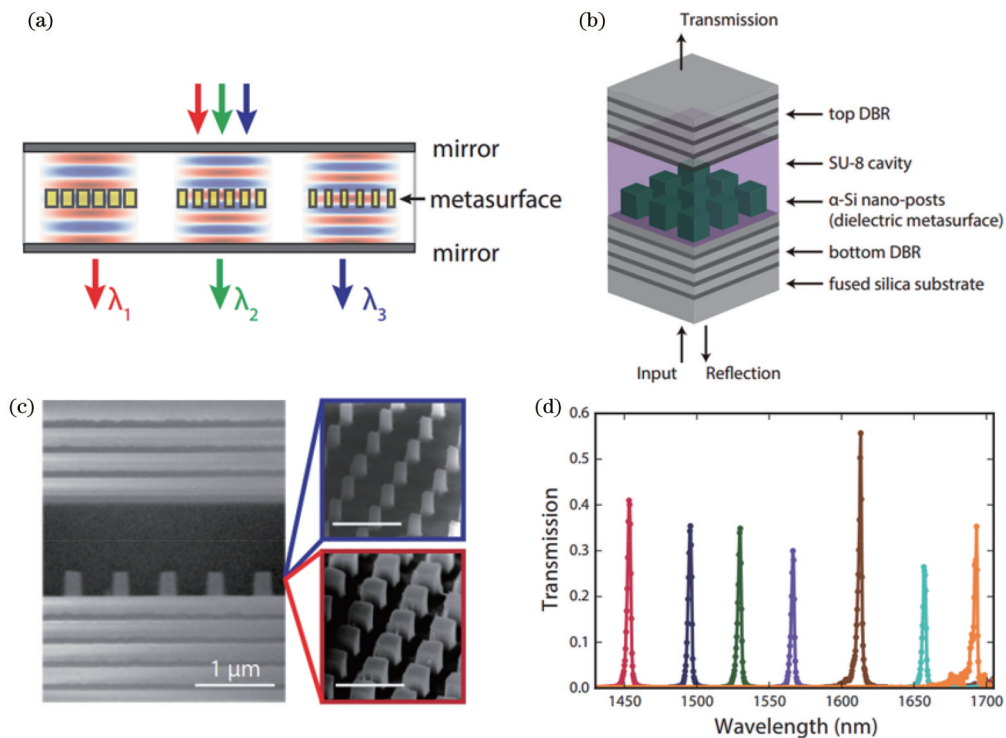 (a)
mirror
metasurface
mirror
λ1
λ2
λ3
(b)
Transmission
top DBR
SU-8 cavity
α-Si nano-posts
(dielectric metasurface)
bottom DBR
fused silica substrate
Input
Reflection
(c)
1 μm
(d)
0.6
0.5
0.4
0.3
0.2
0.1
0.0
Transmission
1450
1500
1550
1600
1650
1700
Wavelength (nm)